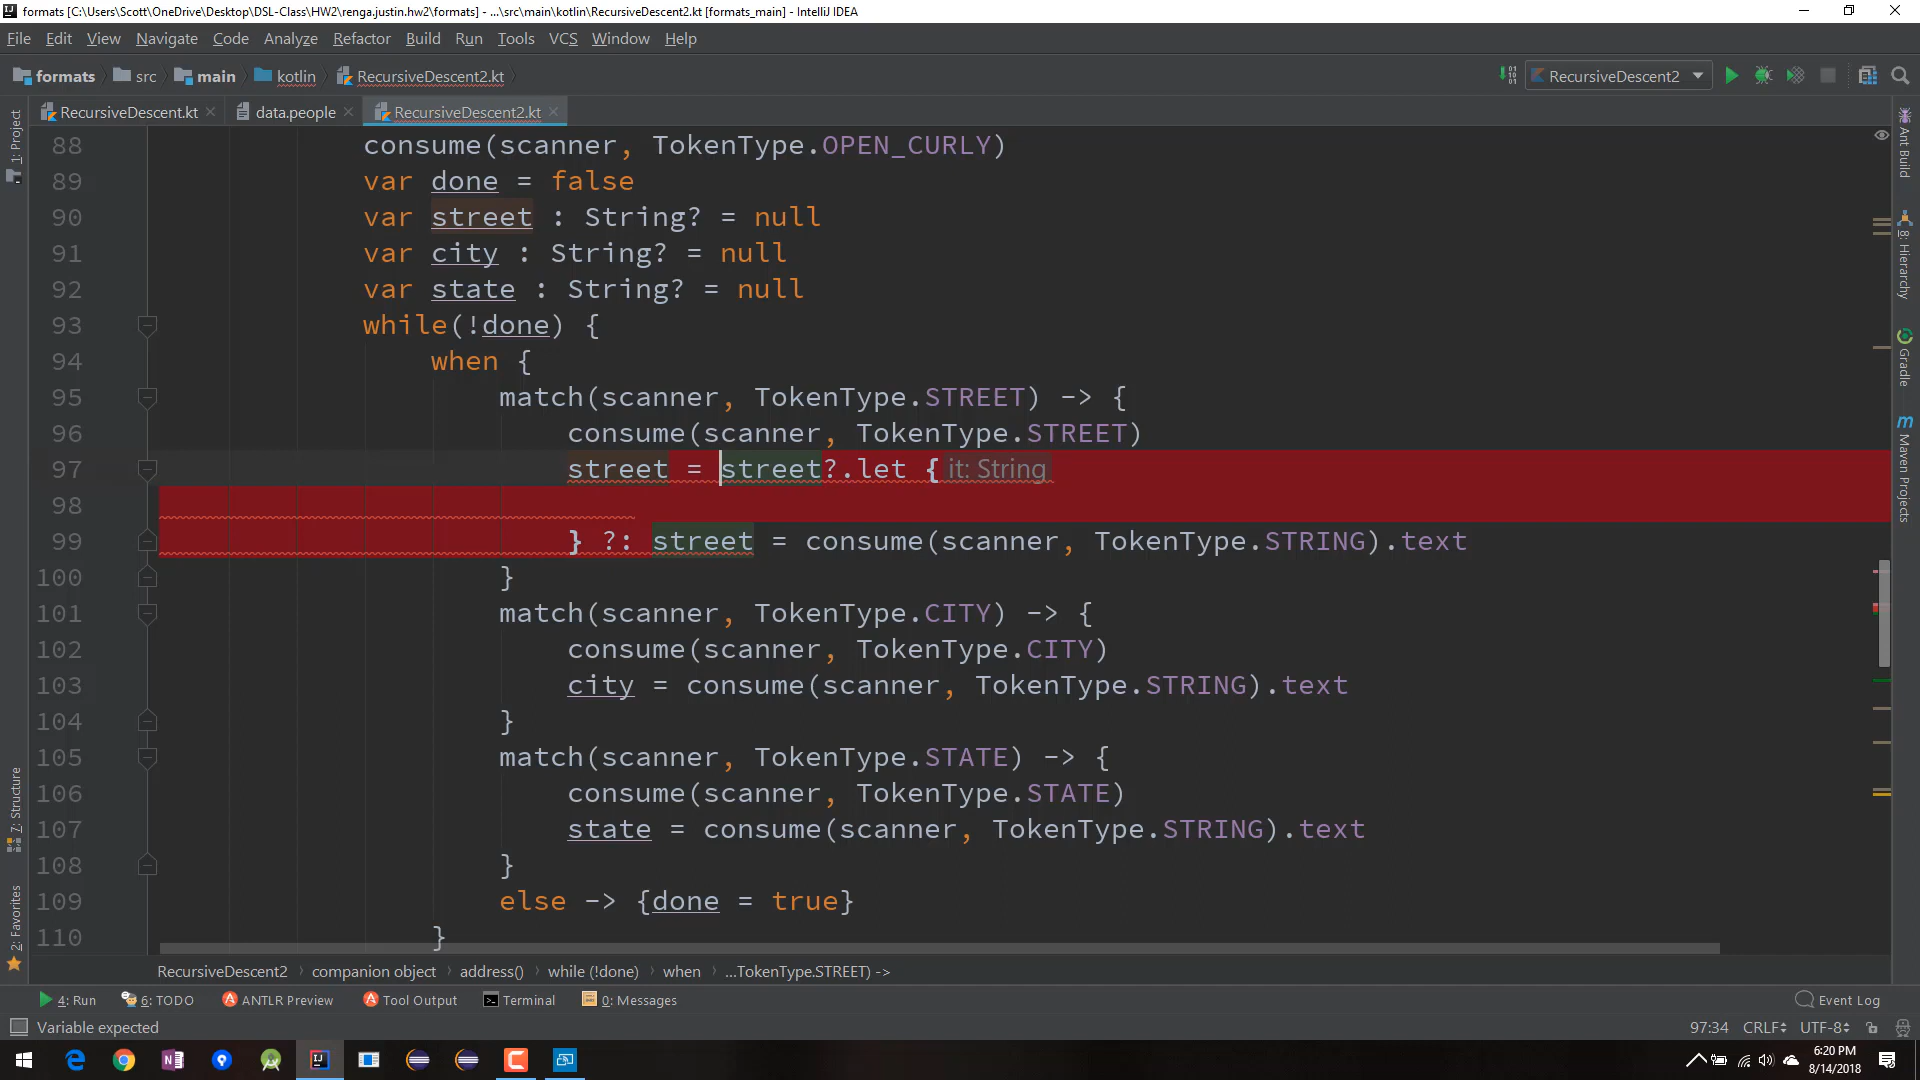 formats [C:\Users\Scott\OneDrive\Desktop\DSL-Class\HW2\renga.justin.hw2\formats] - ...\src\main\kotlin\RecursiveDescent2.kt [formats_main] - IntelliJ IDEA
File Edit View Navigate Code Analyze Refactor Build Run Tools VCS Window Help
formats src main kotlin RecursiveDescent2.kt RecursiveDescent2
RecursiveDescent.kt data.people RecursiveDescent2.kt
1: Project
7: Structure
2: Favorites
88 consume(scanner, TokenType.OPEN_CURLY)
89 var done = false
90 var street : String? = null
91 var city : String? = null
92 var state : String? = null
93 while(!done) {
94 when {
95 match(scanner, TokenType.STREET) -> {
96 consume(scanner, TokenType.STREET)
97 street = street?.let { it: String
98
99 } ?: street = consume(scanner, TokenType.STRING).text
100 }
101 match(scanner, TokenType.CITY) -> {
102 consume(scanner, TokenType.CITY)
103 city = consume(scanner, TokenType.STRING).text
104 }
105 match(scanner, TokenType.STATE) -> {
106 consume(scanner, TokenType.STATE)
107 state = consume(scanner, TokenType.STRING).text
108 }
109 else -> {done = true}
110 }
Ant Build
8: Hierarchy
Gradle
Maven Projects
RecursiveDescent2 › companion object › address() › while (!done) › when › ...TokenType.STREET) ->
4: Run 6: TODO ANTLR Preview Tool Output Terminal 0: Messages Event Log
Variable expected 97:34 CRLF UTF-8
6:20 PM
8/14/2018